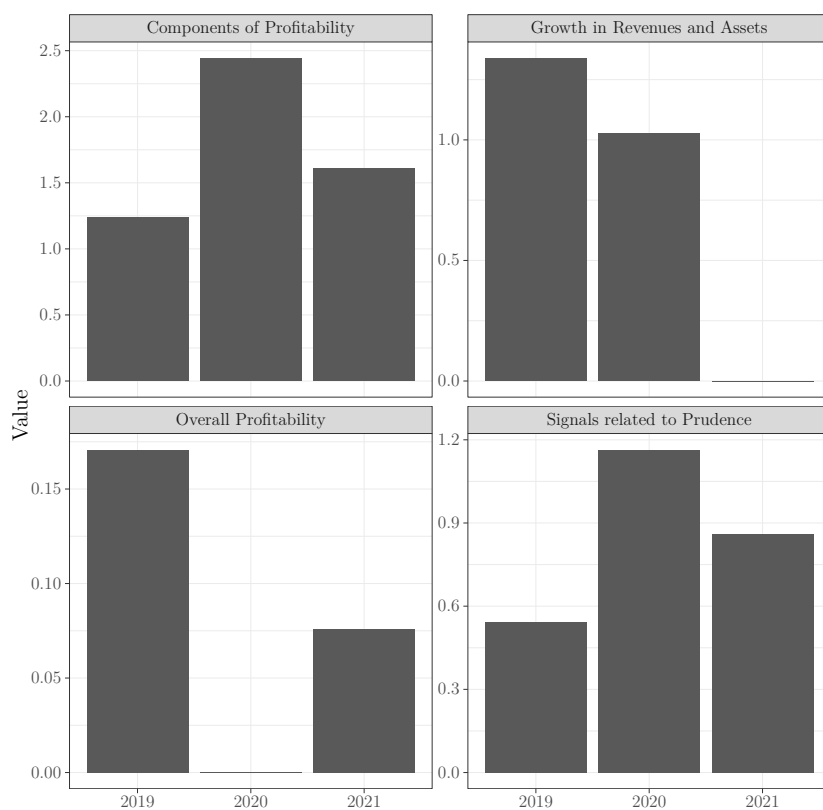 Components of Profitability
Growth in Revenues and Assets
2.5
2.0
1.5
1.0
0.5
0.0
1.0
0.5
0.0
Value
Overall Profitability
Signals related to Prudence
0.15
0.10
0.05
0.00
1.2
0.9
0.6
0.3
0.0
2019 2020 2021
2019 2020 2021